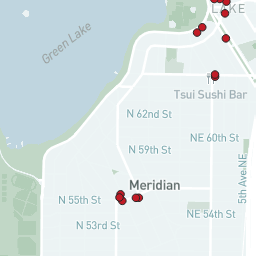 LAKE
Green Lake
Tsui Sushi Bar
N 62nd St
NE 60th St
N 59th St
5th Ave NE
Meridian
N 55th St
NE 54th St
N 53rd St